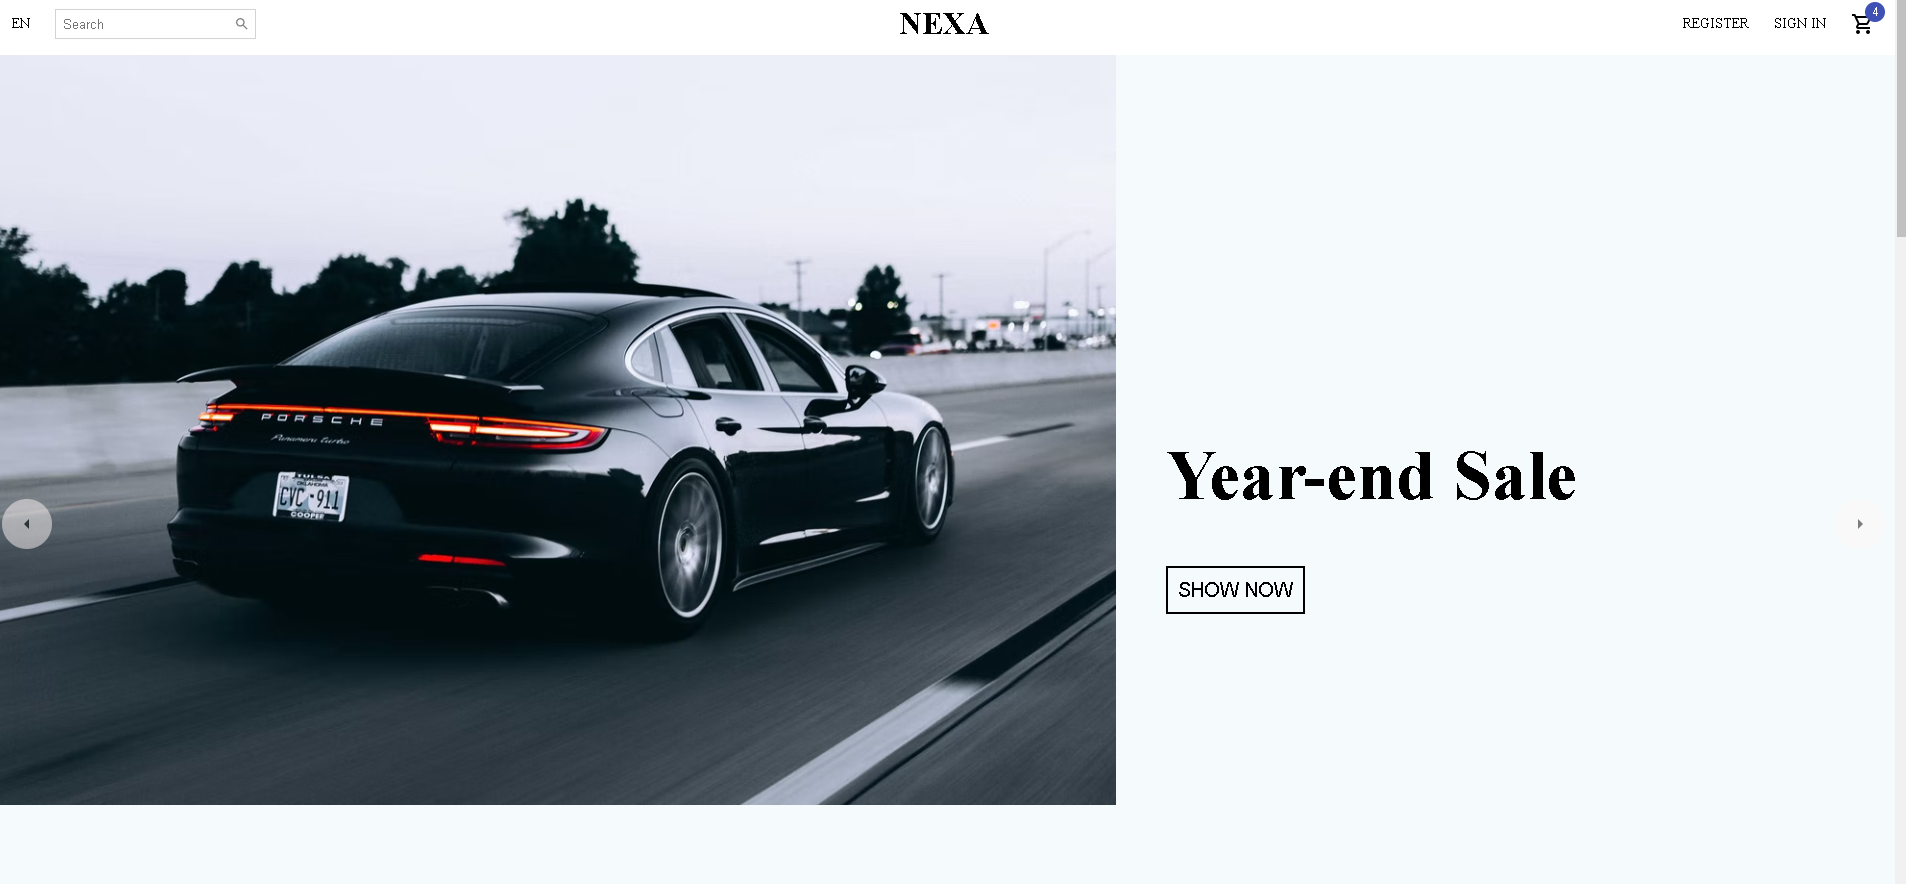 EN
Search
NEXA
REGISTER
SIGN IN
4
PORSCHE
Panamera turbo
TULSA
OKLAHOMA
CVC-911
COOPER
Year-end Sale
SHOW NOW